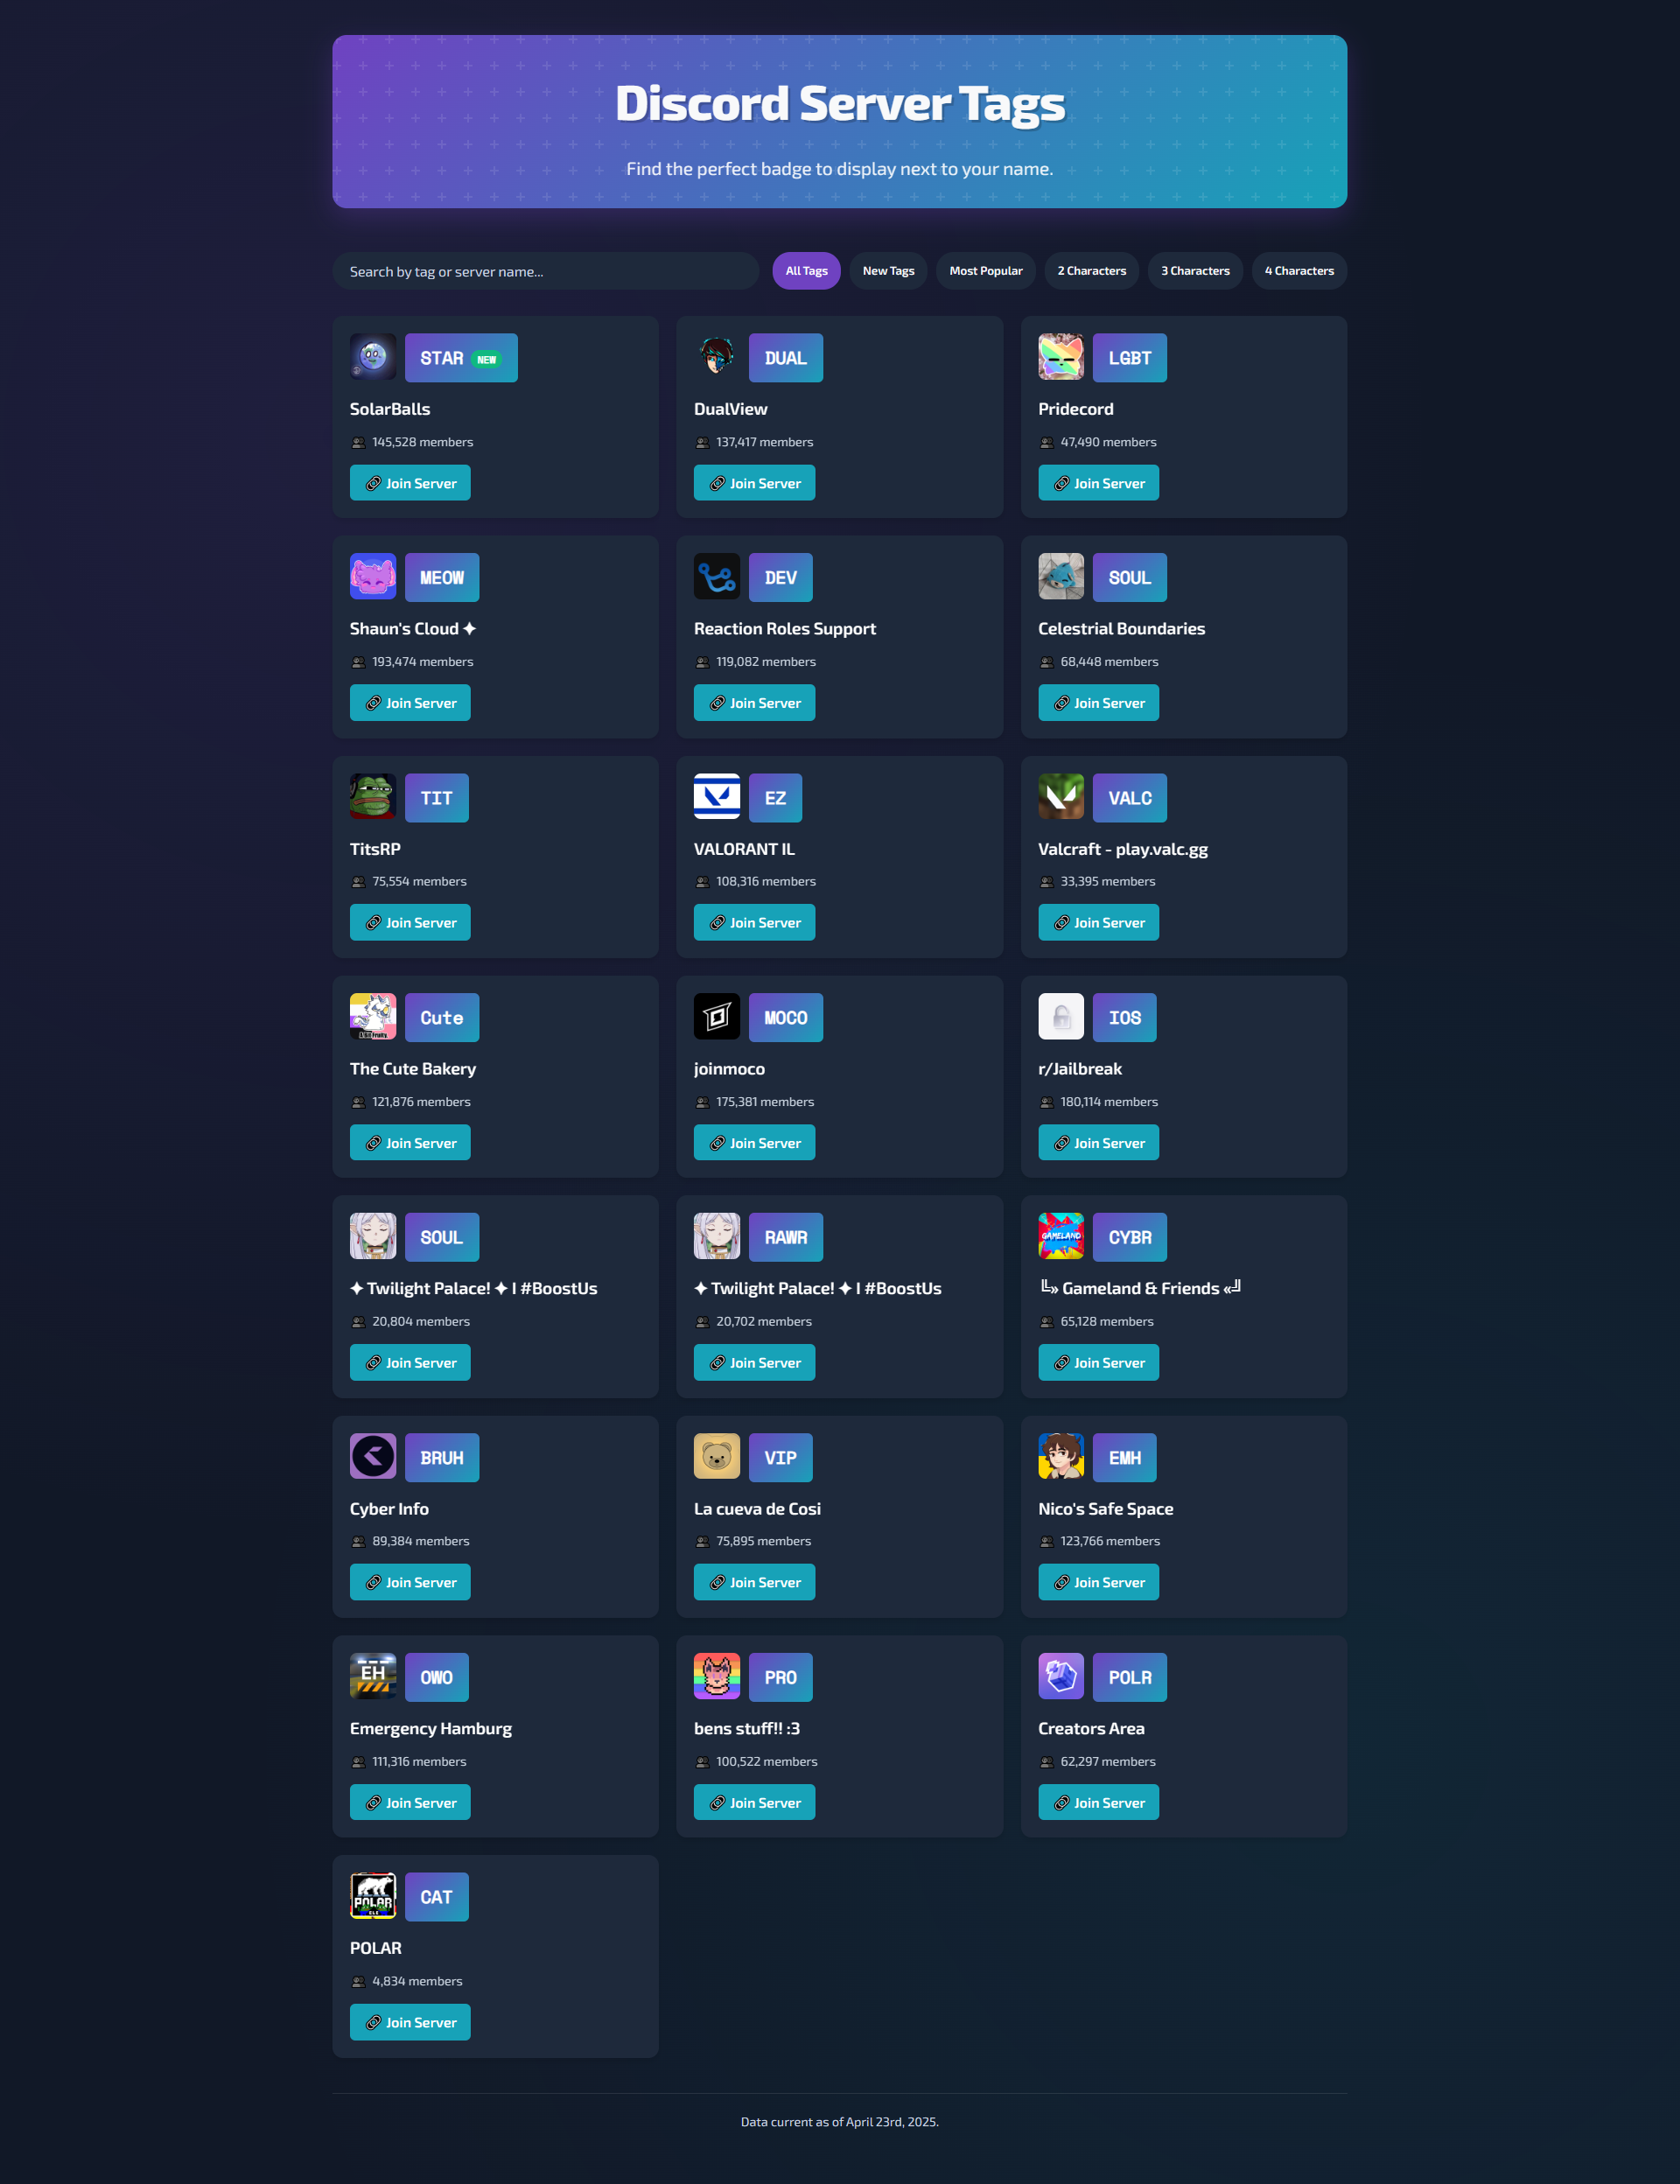 Discord Server Tags
Find the perfect badge to display next to your name.
Search by tag or server name...
All Tags
New Tags
Most Popular
2 Characters
3 Characters
4 Characters
STAR NEW
SolarBalls
145,528 members
Join Server
DUAL
DualView
137,417 members
Join Server
LGBT
Pridecord
47,490 members
Join Server
MEOW
Shaun's Cloud ✦
193,474 members
Join Server
DEV
Reaction Roles Support
119,082 members
Join Server
SOUL
Celestrial Boundaries
68,448 members
Join Server
TIT
TitsRP
75,554 members
Join Server
EZ
VALORANT IL
108,316 members
Join Server
VALC
Valcraft - play.valc.gg
33,395 members
Join Server
Cute
The Cute Bakery
121,876 members
Join Server
MOCO
joinmoco
175,381 members
Join Server
IOS
r/Jailbreak
180,114 members
Join Server
SOUL
✦ Twilight Palace! ✦ I #BoostUs
20,804 members
Join Server
RAWR
✦ Twilight Palace! ✦ I #BoostUs
20,702 members
Join Server
GAMELAND
CYBR
╚» Gameland & Friends «╝
65,128 members
Join Server
BRUH
Cyber Info
89,384 members
Join Server
VIP
La cueva de Cosi
75,895 members
Join Server
EMH
Nico's Safe Space
123,766 members
Join Server
EH
OWO
Emergency Hamburg
111,316 members
Join Server
PRO
bens stuff!! :3
100,522 members
Join Server
POLR
Creators Area
62,297 members
Join Server
POLAR
CAT
POLAR
4,834 members
Join Server
Data current as of April 23rd, 2025.